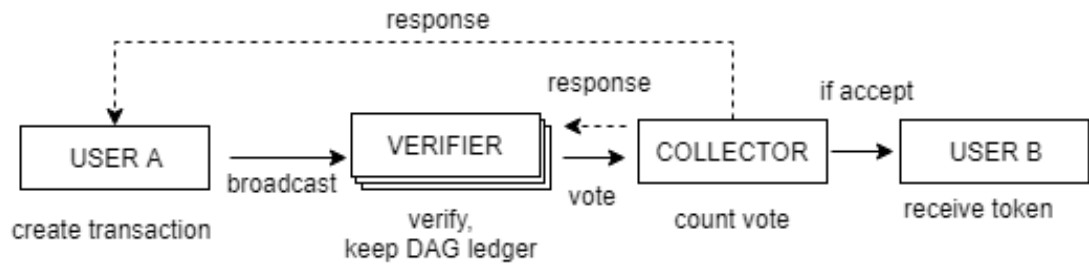 response
response
if accept
USER A
VERIFIER
COLLECTOR
USER B
broadcast
vote
create transaction
verify,
keep DAG ledger
count vote
receive token